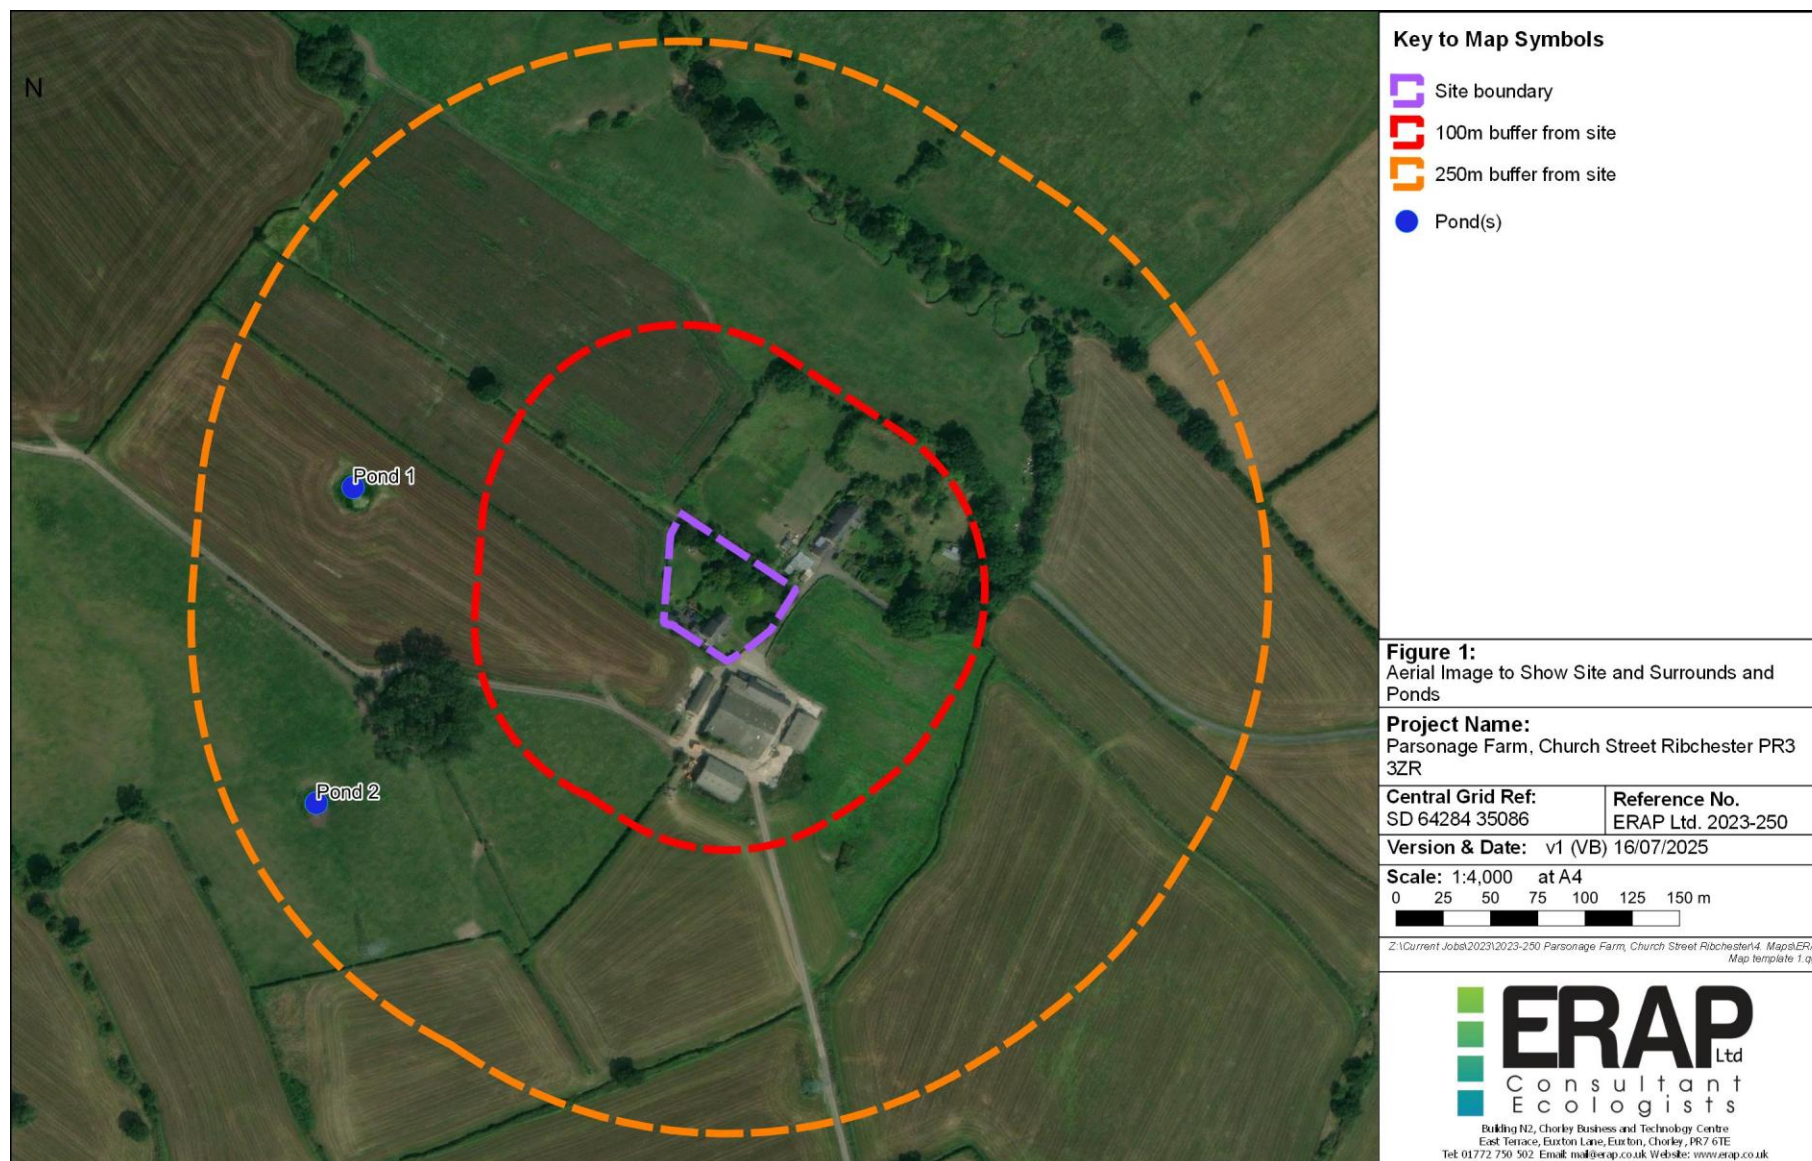 N
Pond 1
Pond 2
Key to Map Symbols
Site boundary
100m buffer from site
250m buffer from site
Pond(s)
Figure 1:
Aerial Image to Show Site and Surrounds and
Ponds
Project Name:
Parsonage Farm, Church Street Ribchester PR3
3ZR
Central Grid Ref:
SD 64284 35086
Reference No.
ERAP Ltd. 2023-250
Version & Date: v1 (VB) 16/07/2025
Scale: 1:4,000 at A4
0 25 50 75 100 125 150 m
Z:\Current Jobs\2023\2023-250 Parsonage Farm, Church Street Ribchester\4. Maps\ER
Map template 1.q
ERAP
Ltd
Consultant
Ecologists
Building N2, Chorley Business and Technology Centre
East Terrace, Euxton Lane, Euxton, Chorley, PR7 6TE
Tel: 01772 750 502 Email: mail@erap.co.uk Website: www.erap.co.uk